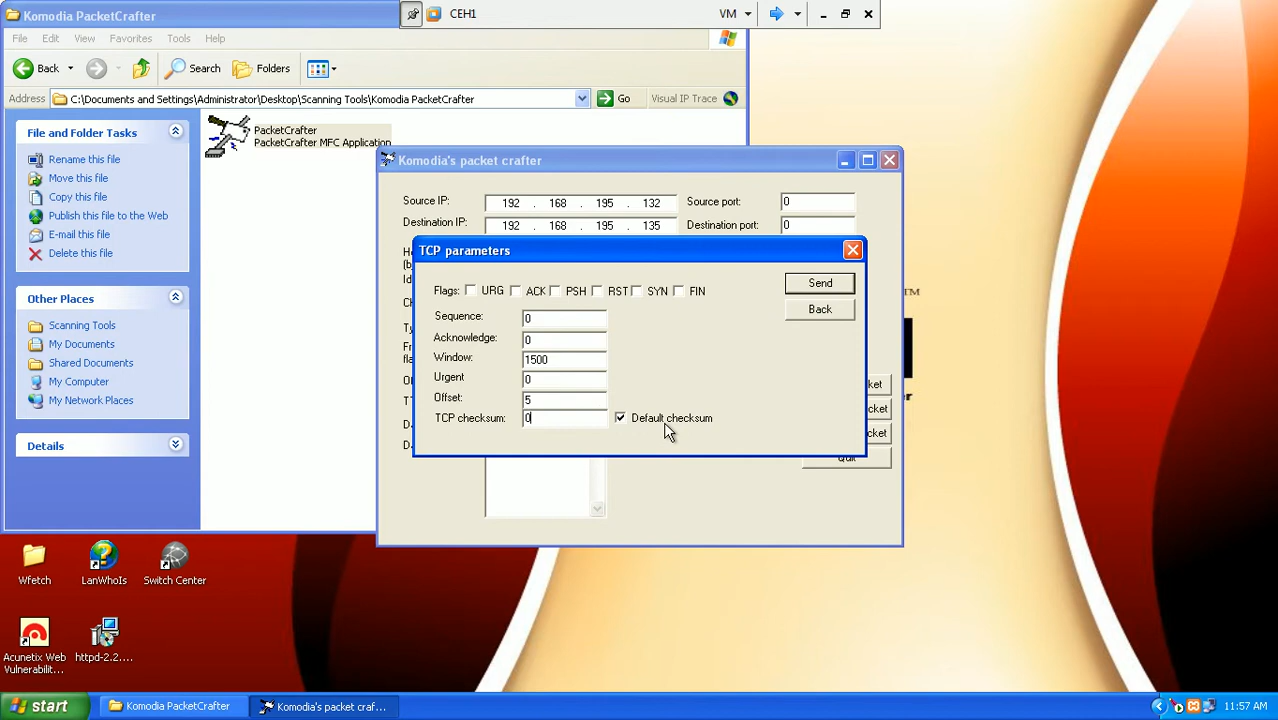 Komodia PacketCrafter
CEH1
VM
File Edit View Favorites Tools Help
Back Search Folders
Address C:\Documents and Settings\Administrator\Desktop\Scanning Tools\Komodia PacketCrafter Go Visual IP Trace
File and Folder Tasks
Rename this file
Move this file
Copy this file
Publish this file to the Web
E-mail this file
Delete this file
Other Places
Scanning Tools
My Documents
Shared Documents
My Computer
My Network Places
Details
PacketCrafter
PacketCrafter MFC Application
Komodia's packet crafter
Source IP: 192 . 168 . 195 . 132 Source port: 0
Destination IP: 192 . 168 . 195 . 135 Destination port: 0
TCP parameters
Flags: URG ACK PSH RST SYN FIN
Send
Sequence: 0
Back
Acknowledge: 0
Window: 1500
Urgent 0
Offset: 5
TCP checksum: 0 Default checksum
TM
Wfetch
LanWhoIs
Switch Center
Acunetix Web
Vulnerabilit...
httpd-2.2....
start
Komodia PacketCrafter
Komodia's packet craf...
11:57 AM